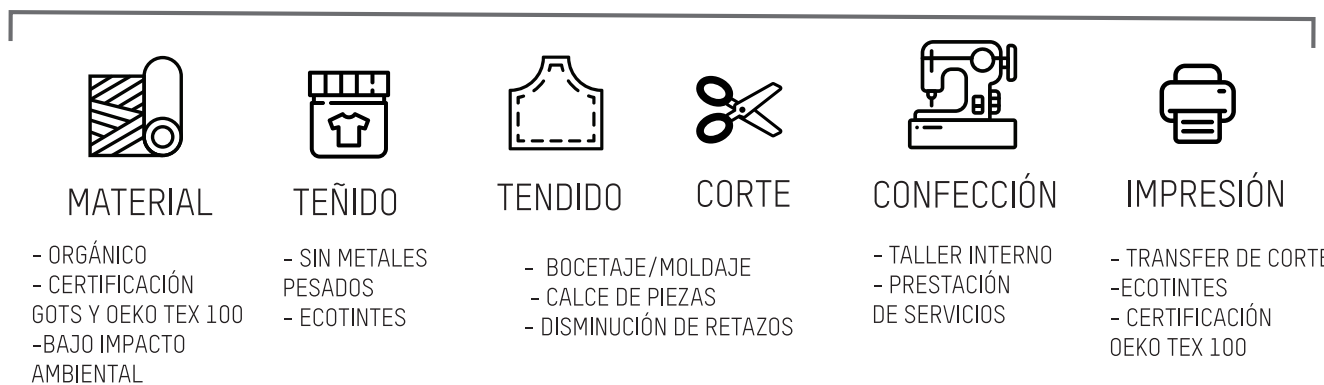 MATERIAL
- ORGÁNICO
- CERTIFICACIÓN
GOTS Y OEKO TEX 100
-BAJO IMPACTO
AMBIENTAL
TEÑIDO
- SIN METALES
PESADOS
- ECOTINTES
TENDIDO
CORTE
- BOCETAJE/MOLDAJE
- CALCE DE PIEZAS
- DISMINUCIÓN DE RETAZOS
CONFECCIÓN
- TALLER INTERNO
- PRESTACIÓN
DE SERVICIOS
IMPRESIÓN
- TRANSFER DE CORTE
-ECOTINTES
- CERTIFICACIÓN
OEKO TEX 100